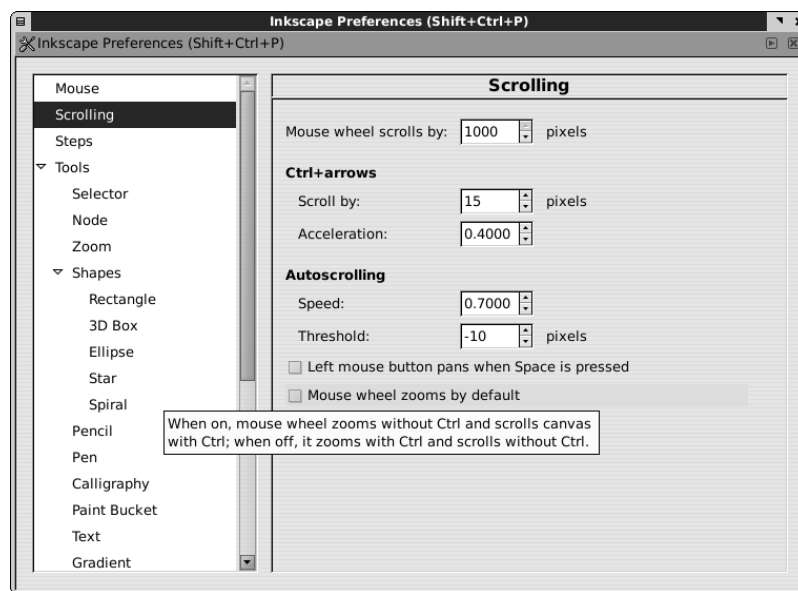 Inkscape Preferences (Shift+Ctrl+P)
Inkscape Preferences (Shift+Ctrl+P)
Mouse
Scrolling
Steps
Tools
Selector
Node
Zoom
Shapes
Rectangle
3D Box
Ellipse
Star
Spiral
Pencil
Pen
Calligraphy
Paint Bucket
Text
Gradient
Scrolling
Mouse wheel scrolls by: 1000 pixels
Ctrl+arrows
Scroll by: 15 pixels
Acceleration: 0.4000
Autoscrolling
Speed: 0.7000
Threshold: -10 pixels
Left mouse button pans when Space is pressed
Mouse wheel zooms by default
When on, mouse wheel zooms without Ctrl and scrolls canvas
with Ctrl; when off, it zooms with Ctrl and scrolls without Ctrl.